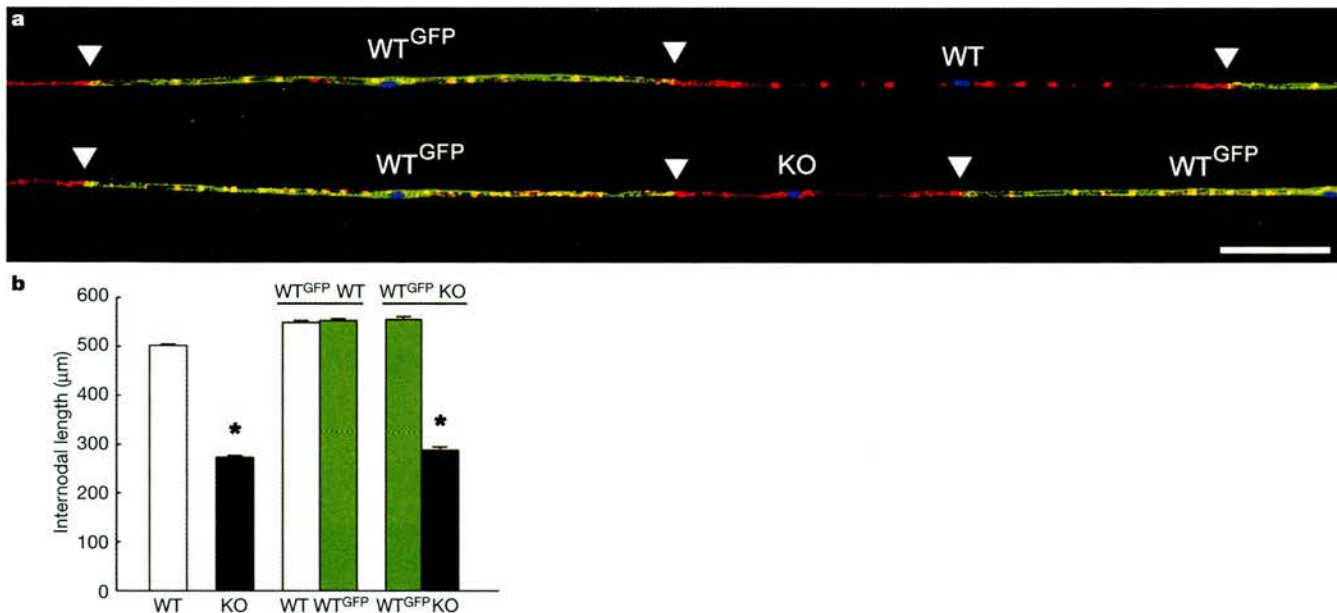 a
WT^GFP WT
WT^GFP KO WT^GFP
b
Internodal length (µm)
600
500
400
300
200
100
0
WT^GFP WT WT^GFP KO
*
*
WT KO WT WT^GFP WT^GFP KO